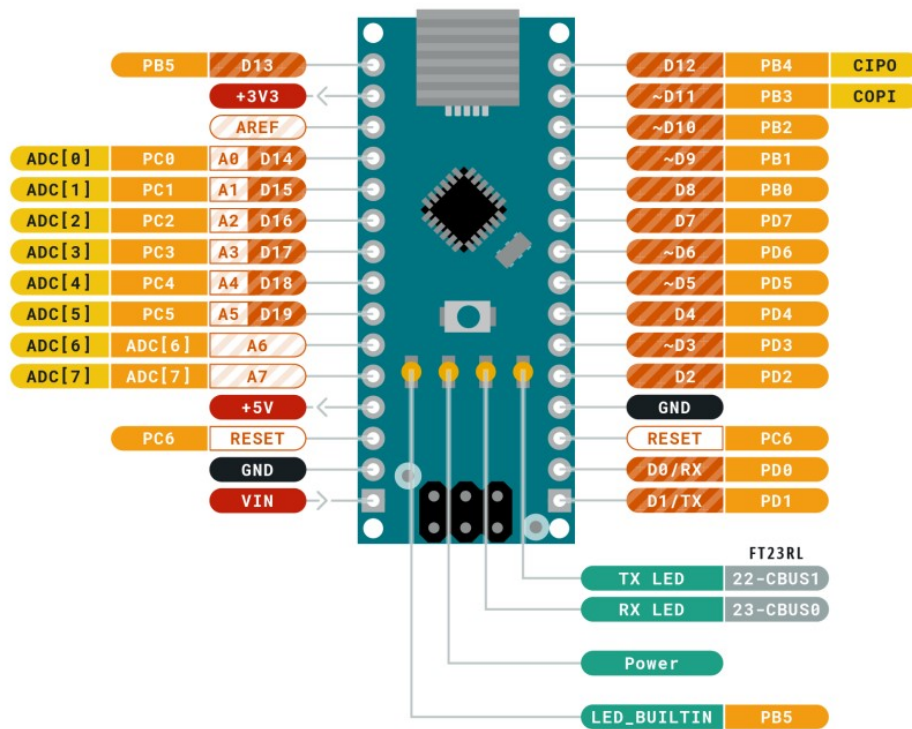 PB5 D13 D12 PB4 CIPO
+3V3 ~D11 PB3 COPI
AREF ~D10 PB2
ADC[0] PC0 A0 D14 ~D9 PB1
ADC[1] PC1 A1 D15 D8 PB0
ADC[2] PC2 A2 D16 D7 PD7
ADC[3] PC3 A3 D17 ~D6 PD6
ADC[4] PC4 A4 D18 ~D5 PD5
ADC[5] PC5 A5 D19 D4 PD4
ADC[6] ADC[6] A6 ~D3 PD3
ADC[7] ADC[7] A7 D2 PD2
+5V GND
PC6 RESET RESET PC6
GND D0/RX PD0
VIN D1/TX PD1
FT23RL
TX LED 22-CBUS1
RX LED 23-CBUS0
Power
LED_BUILTIN PB5